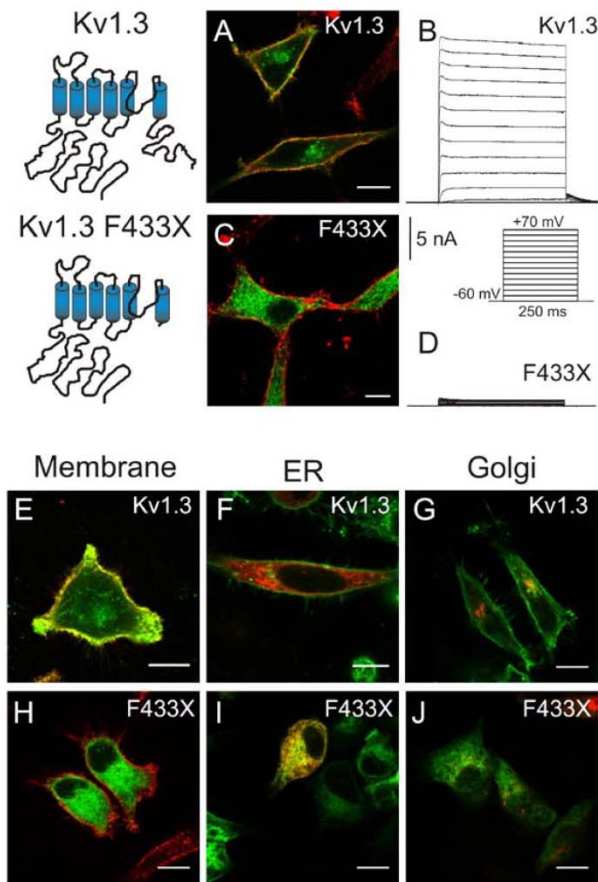 Kv1.3
A
Kv1.3
B
Kv1.3
Kv1.3 F433X
C
F433X
5 nA
+70 mV
-60 mV
250 ms
D
F433X
Membrane
ER
Golgi
E
Kv1.3
F
Kv1.3
G
Kv1.3
H
F433X
I
F433X
J
F433X